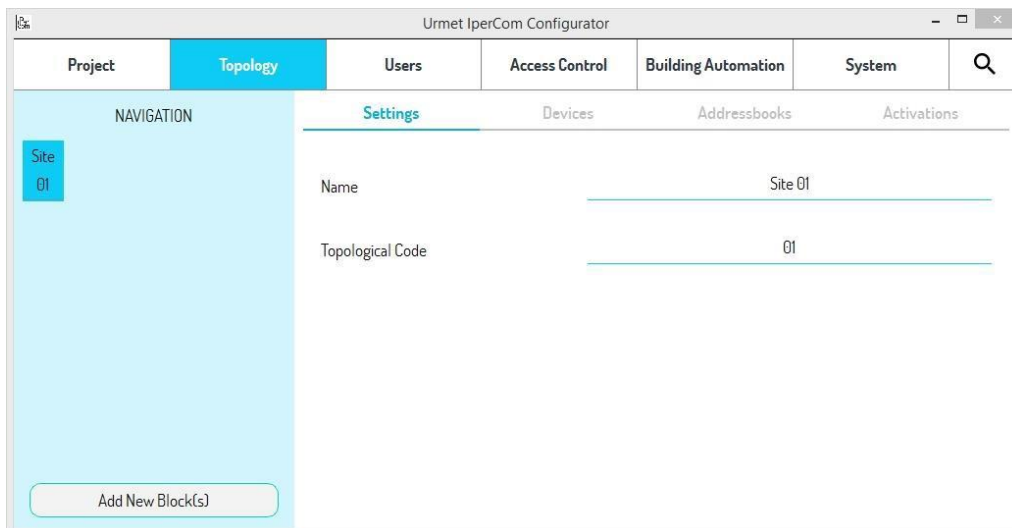 Urmet IperCom Configurator
Project Topology Users Access Control Building Automation System
NAVIGATION
Settings Devices Addressbooks Activations
Site
01
Name Site 01
Topological Code 01
Add New Block(s)